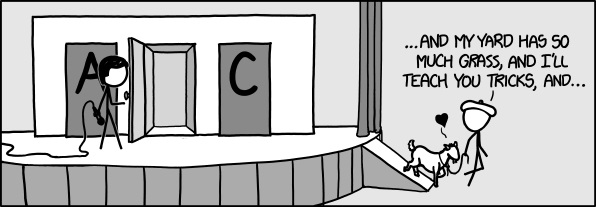 A
C
...AND MY YARD HAS SO
MUCH GRASS, AND I'LL
TEACH YOU TRICKS, AND...